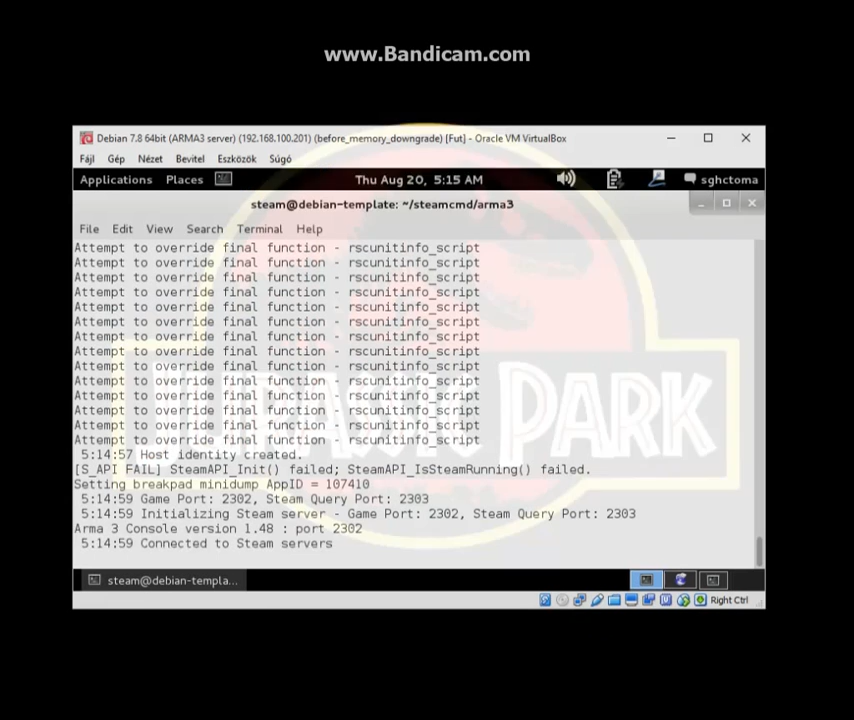 www.Bandicam.com
Debian 7.8 64bit (ARMA3 server) (192.168.100.201) (before_memory_downgrade) [Fut] - Oracle VM VirtualBox
Fájl Gép Nézet Bevitel Eszközök Súgó
Applications Places Thu Aug 20, 5:15 AM sghctoma
steam@debian-template: ~/steamcmd/arma3
File Edit View Search Terminal Help
Attempt to override final function - rscunitinfo_script
Attempt to override final function - rscunitinfo_script
Attempt to override final function - rscunitinfo_script
Attempt to override final function - rscunitinfo_script
Attempt to override final function - rscunitinfo_script
Attempt to override final function - rscunitinfo_script
Attempt to override final function - rscunitinfo_script
Attempt to override final function - rscunitinfo_script
Attempt to override final function - rscunitinfo_script
Attempt to override final function - rscunitinfo_script
Attempt to override final function - rscunitinfo_script
Attempt to override final function - rscunitinfo_script
Attempt to override final function - rscunitinfo_script
Attempt to override final function - rscunitinfo_script
JURASSIC PARK
5:14:57 Host identity created.
[S_API FAIL] SteamAPI_Init() failed; SteamAPI_IsSteamRunning() failed.
Setting breakpad minidump AppID = 107410
5:14:59 Game Port: 2302, Steam Query Port: 2303
5:14:59 Initializing Steam server - Game Port: 2302, Steam Query Port: 2303
Arma 3 Console version 1.48 : port 2302
5:14:59 Connected to Steam servers
steam@debian-templa...
Right Ctrl